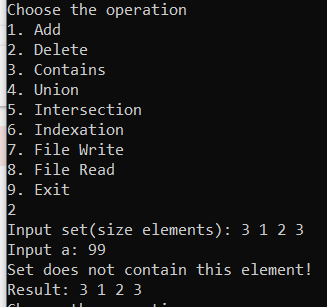 Choose the operation
1. Add
2. Delete
3. Contains
4. Union
5. Intersection
6. Indexation
7. File Write
8. File Read
9. Exit
2
Input set(size elements): 3 1 2 3
Input a: 99
Set does not contain this element!
Result: 3 1 2 3